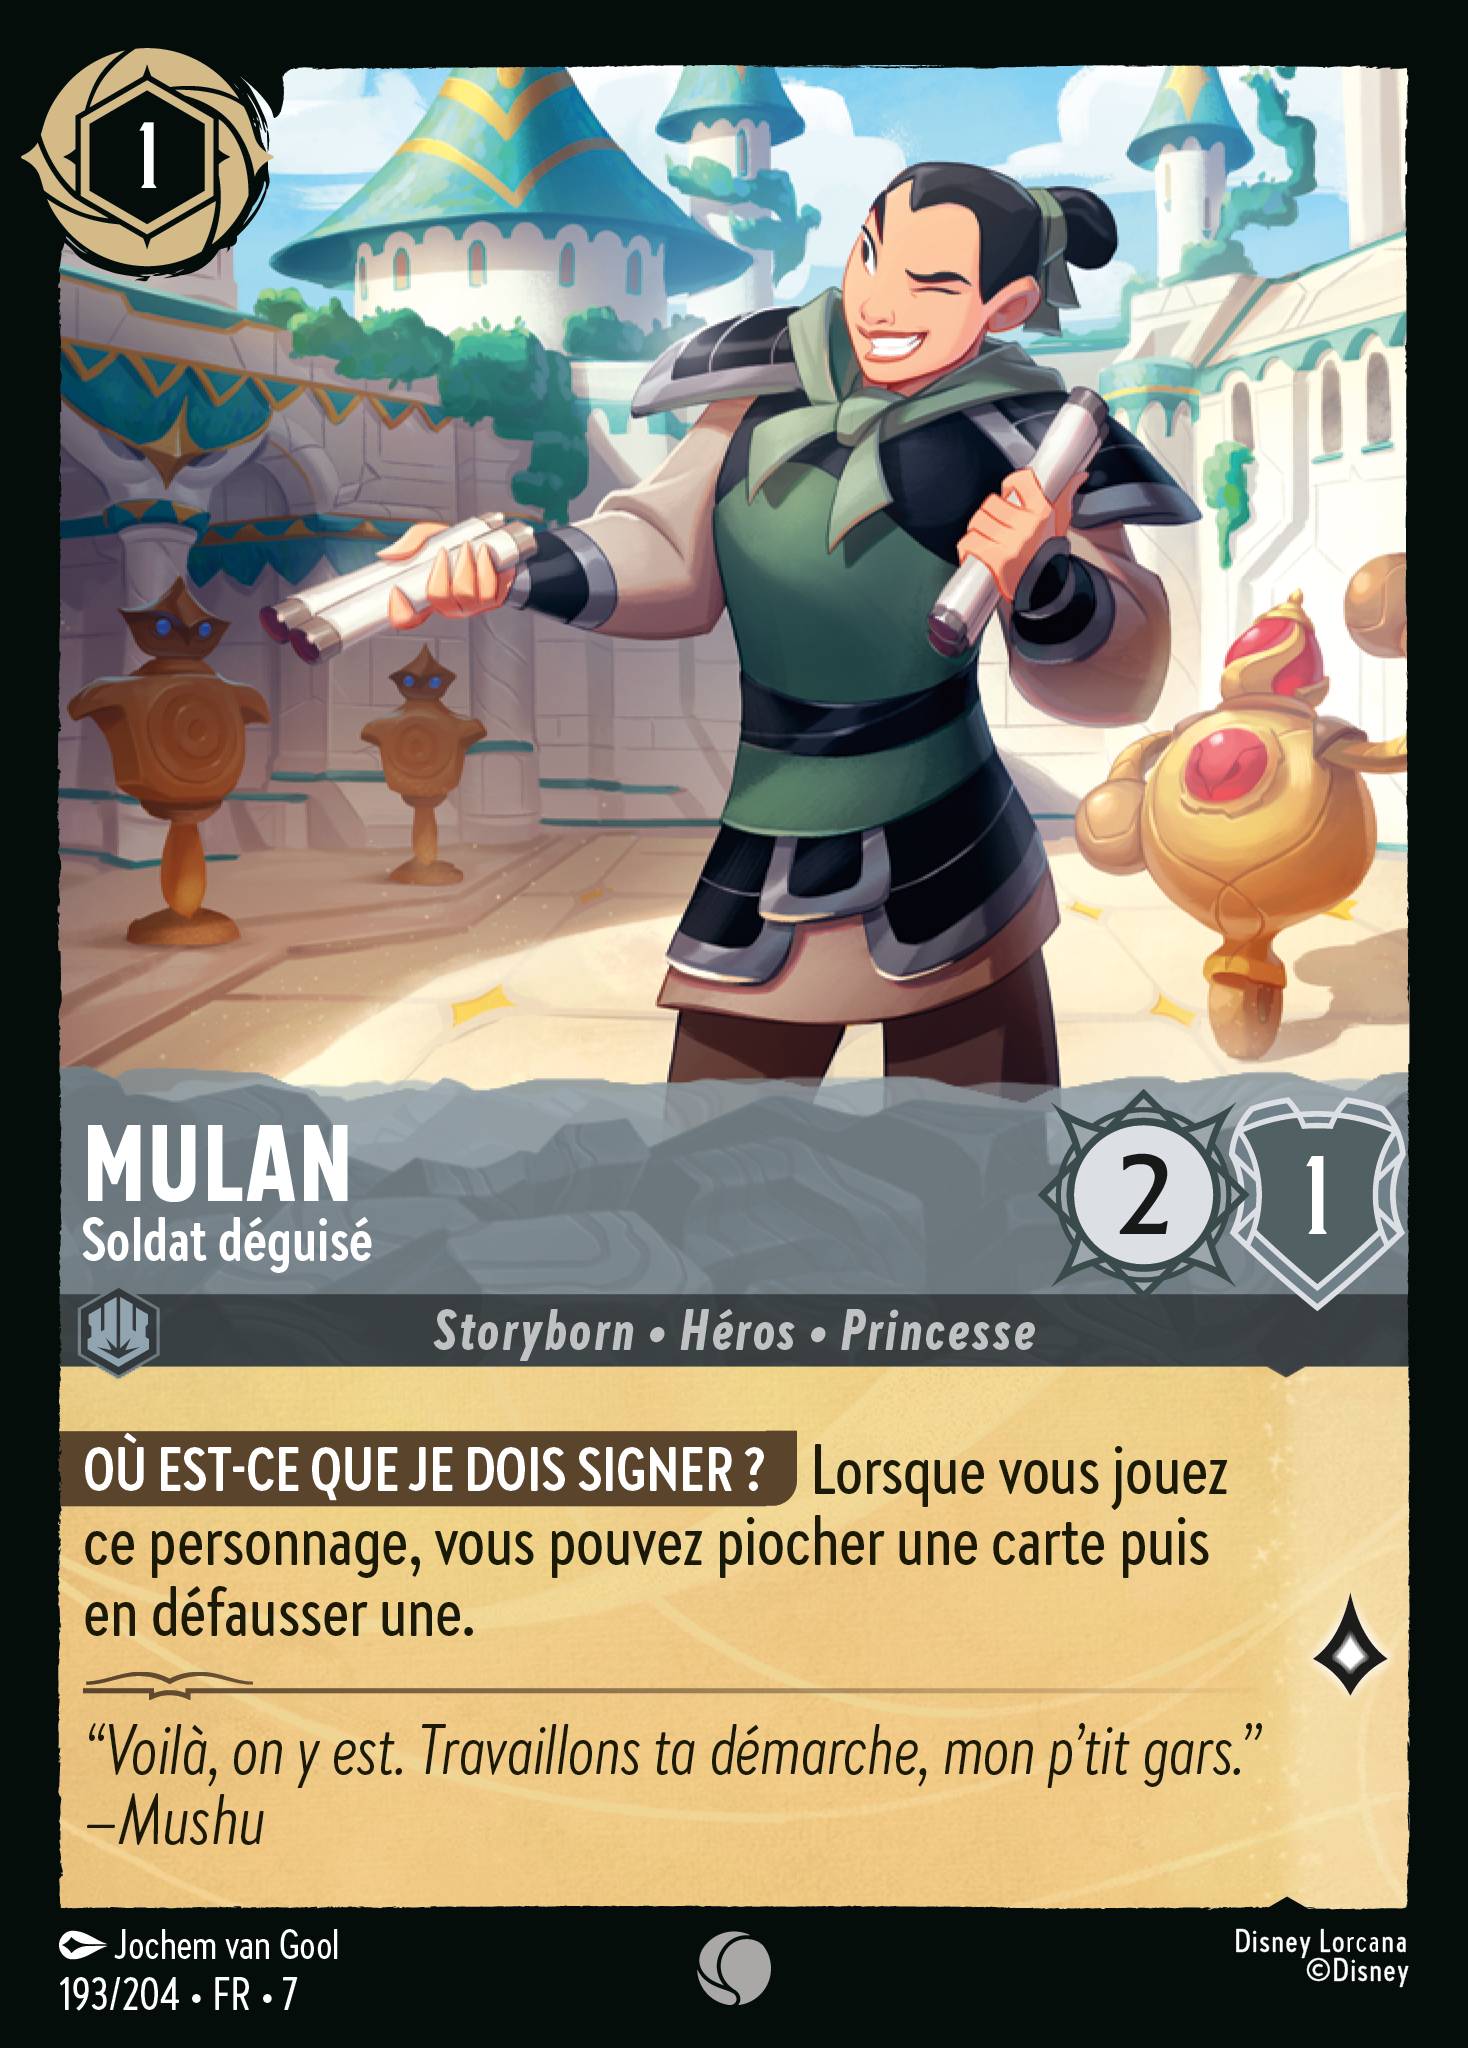 1
MULAN
Soldat déguisé
2
1
Storyborn • Héros • Princesse
OÙ EST-CE QUE JE DOIS SIGNER ? Lorsque vous jouez
ce personnage, vous pouvez piocher une carte puis
en défausser une.
“Voilà, on y est. Travaillons ta démarche, mon p’tit gars.”
–Mushu
Jochem van Gool
193/204 • FR • 7
Disney Lorcana
©Disney